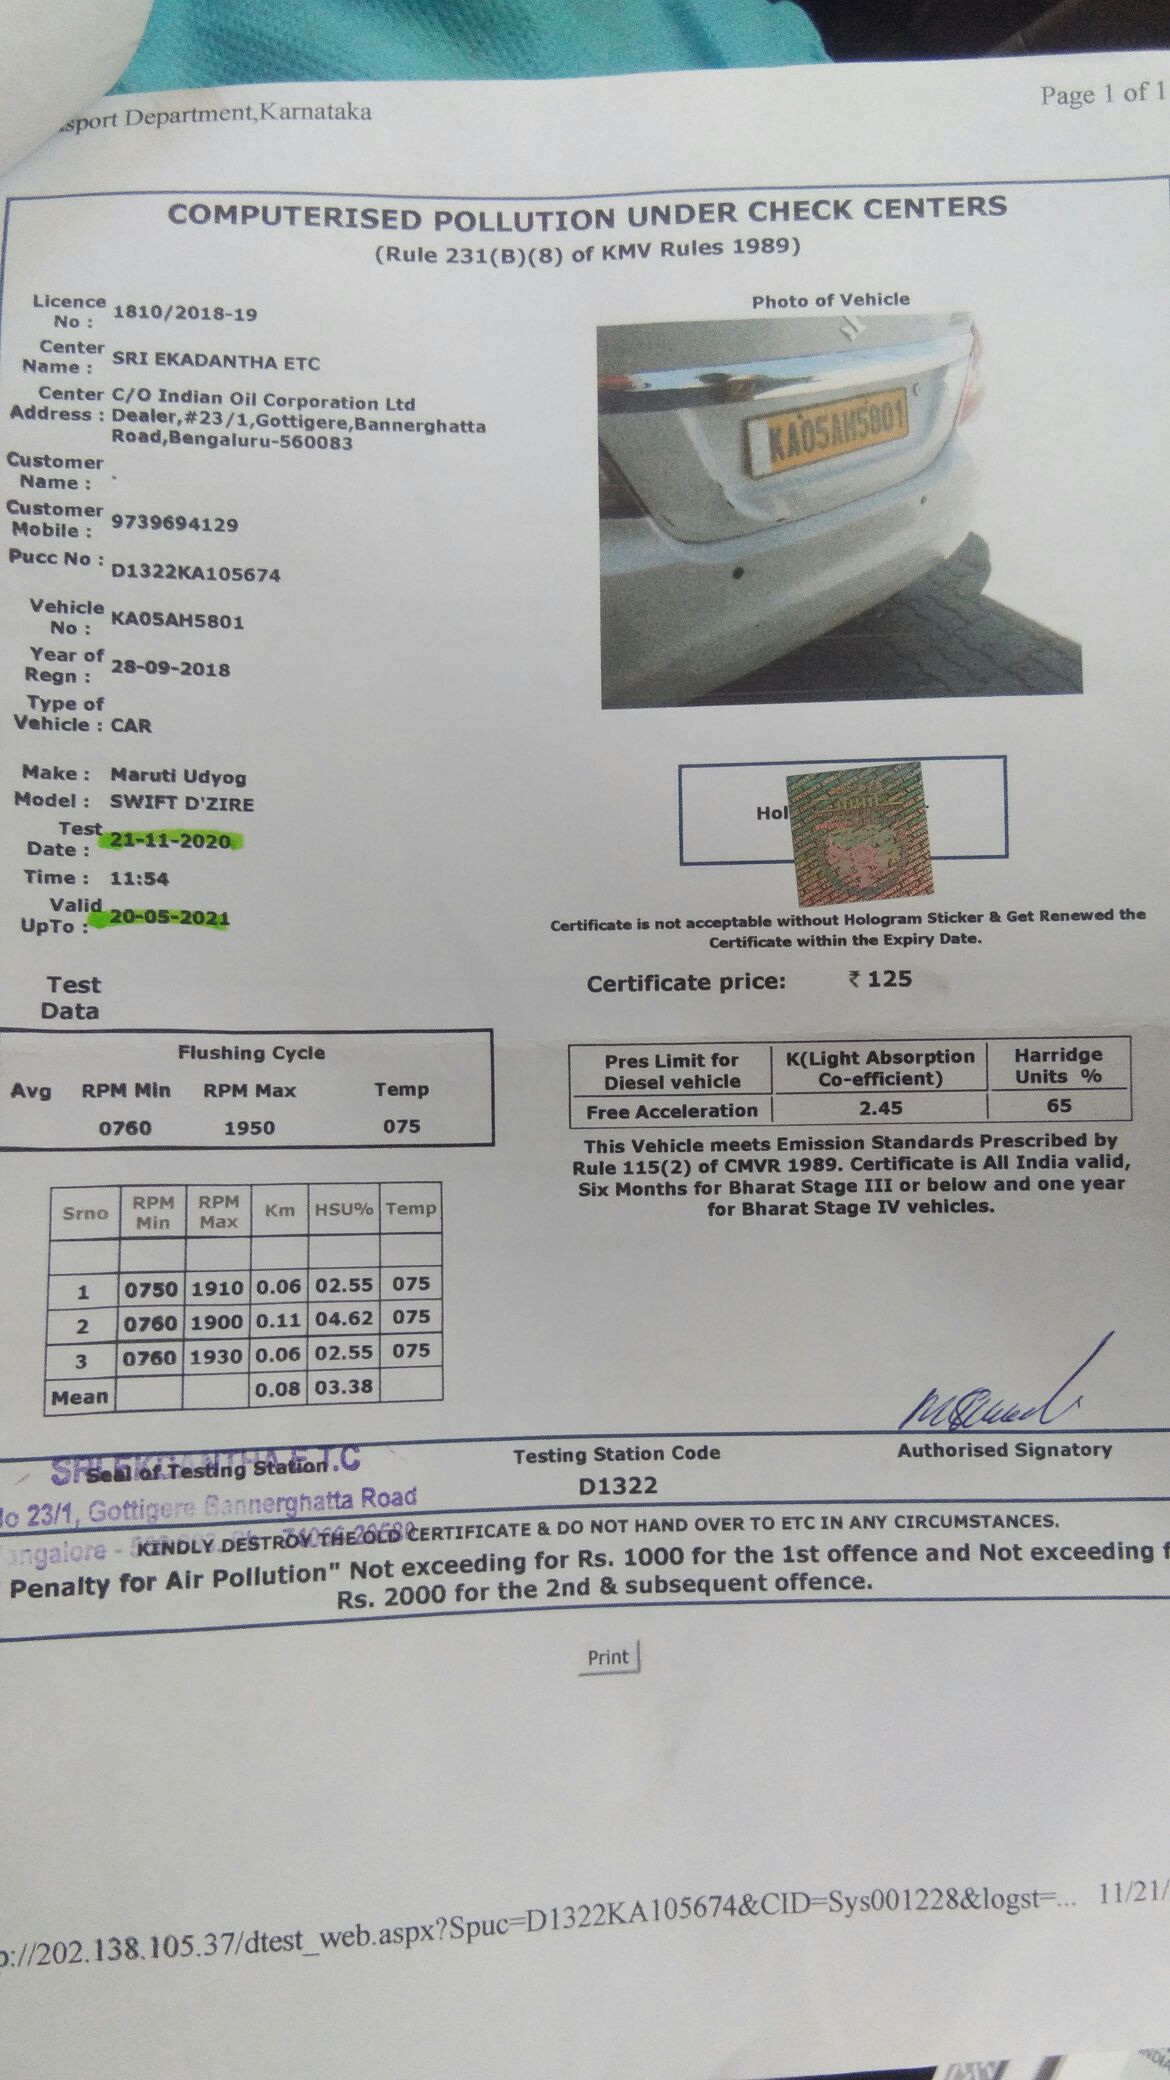 sport Department,Karnataka
Page 1 of 1
COMPUTERISED POLLUTION UNDER CHECK CENTERS
(Rule 231(B)(8) of KMV Rules 1989)
Licence No : 1810/2018-19
Center Name : SRI EKADANTHA ETC
Center Address : C/O Indian Oil Corporation Ltd
Dealer,#23/1,Gottigere,Bannerghatta
Road,Bengaluru-560083
Customer Name :
Customer Mobile : 9739694129
Pucc No : D1322KA105674
Vehicle No : KA05AH5801
Year of Regn : 28-09-2018
Type of Vehicle : CAR
Make : Maruti Udyog
Model : SWIFT D'ZIRE
Test Date : 21-11-2020
Time : 11:54
Valid UpTo : 20-05-2021
Photo of Vehicle
KA05AH5801
Hol
Certificate is not acceptable without Hologram Sticker & Get Renewed the
Certificate within the Expiry Date.
Certificate price: ₹ 125
Test
Data
Flushing Cycle
Avg RPM Min RPM Max Temp
0760 1950 075
Pres Limit for Diesel vehicle K(Light Absorption Co-efficient) Harridge Units %
Free Acceleration 2.45 65
This Vehicle meets Emission Standards Prescribed by
Rule 115(2) of CMVR 1989. Certificate is All India valid,
Six Months for Bharat Stage III or below and one year
for Bharat Stage IV vehicles.
Srno RPM Min RPM Max Km HSU% Temp
1 0750 1910 0.06 02.55 075
2 0760 1900 0.11 04.62 075
3 0760 1930 0.06 02.55 075
Mean 0.08 03.38
SRI EKDANTHA E.T.C
Seal of Testing Station
Testing Station Code
D1322
Authorised Signatory
No 23/1, Gottigere Bannerghatta Road
angalore -
KINDLY DESTROY THE OLD CERTIFICATE & DO NOT HAND OVER TO ETC IN ANY CIRCUMSTANCES.
Penalty for Air Pollution" Not exceeding for Rs. 1000 for the 1st offence and Not exceeding f
Rs. 2000 for the 2nd & subsequent offence.
Print
p://202.138.105.37/dtest_web.aspx?Spuc=D1322KA105674&CID=Sys001228&logst=... 11/21/